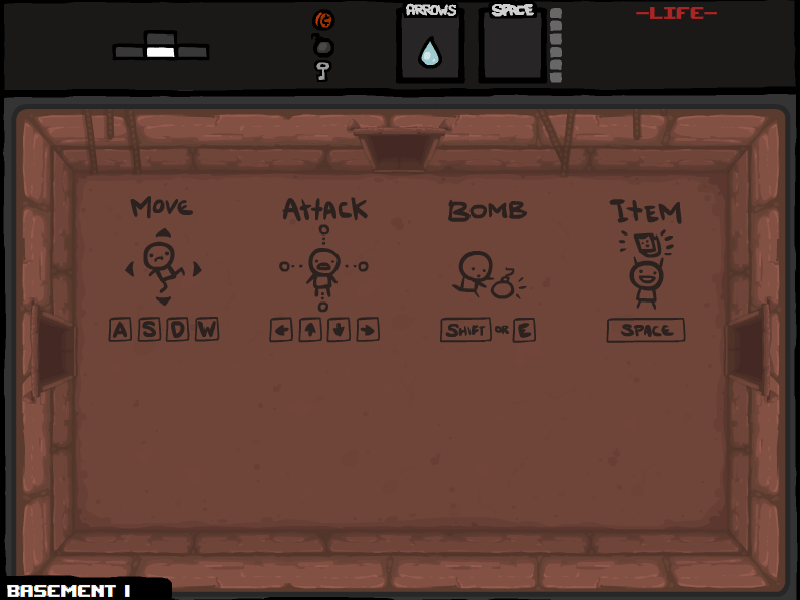 ARROWS
SPACE
—LIFE—
MOVE
ATTACK
BOMB
ITEM
A S D W
← ↑ ↓ →
SHIFT OR E
SPACE
BASEMENT I